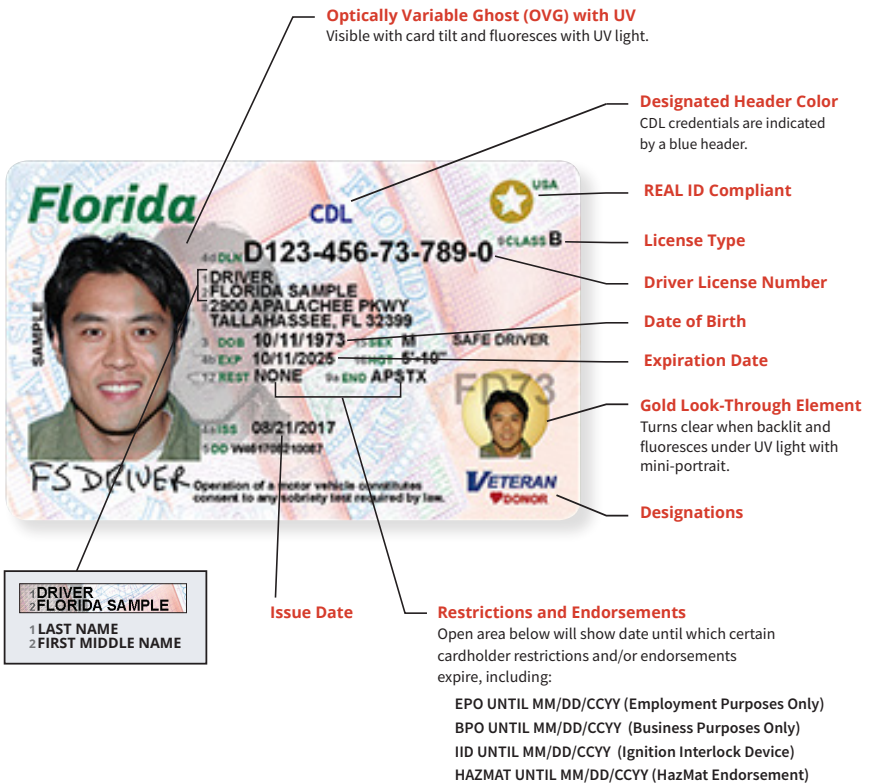 Optically Variable Ghost (OVG) with UV
Visible with card tilt and fluoresces with UV light.
Designated Header Color
CDL credentials are indicated
by a blue header.
REAL ID Compliant
License Type
Driver License Number
Date of Birth
Expiration Date
Gold Look-Through Element
Turns clear when backlit and
fluoresces under UV light with
mini-portrait.
Designations
Florida
CDL
USA
4d DLN D123-456-73-789-0 9 CLASS B
1 DRIVER
2 FLORIDA SAMPLE
2900 APALACHEE PKWY
TALLAHASSEE, FL 32399
3 DOB 10/11/1973 15 SEX M SAFE DRIVER
4b EXP 10/11/2025 16 HGT 5'-10"
12 REST NONE 9a END APSTX
FD73
4a ISS 08/21/2017
5 DD
SAMPLE
FS DRIVER
Operation of a motor vehicle constitutes
consent to any sobriety test required by law.
VETERAN
DONOR
1 DRIVER
2 FLORIDA SAMPLE
1 LAST NAME
2 FIRST MIDDLE NAME
Issue Date
Restrictions and Endorsements
Open area below will show date until which certain
cardholder restrictions and/or endorsements
expire, including:
EPO UNTIL MM/DD/CCYY (Employment Purposes Only)
BPO UNTIL MM/DD/CCYY (Business Purposes Only)
IID UNTIL MM/DD/CCYY (Ignition Interlock Device)
HAZMAT UNTIL MM/DD/CCYY (HazMat Endorsement)